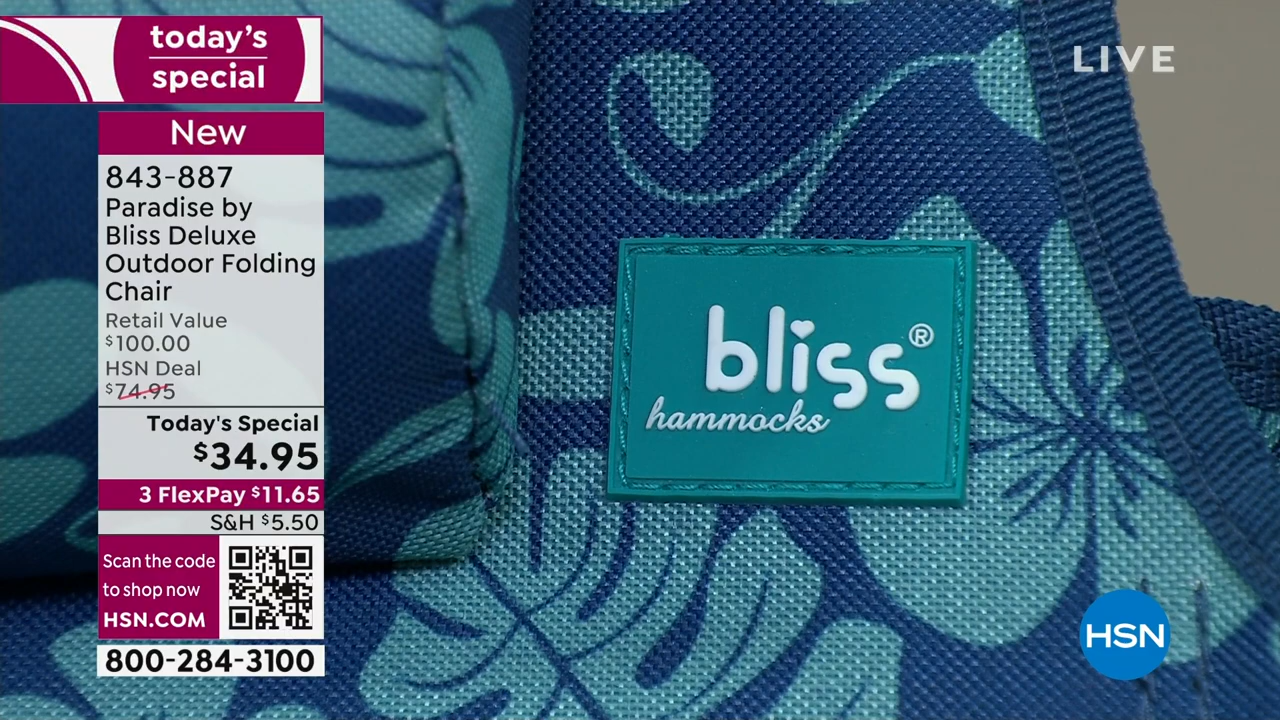 today's
special
New
843-887
Paradise by
Bliss Deluxe
Outdoor Folding
Chair
Retail Value
$100.00
HSN Deal
$74.95
Today's Special
$34.95
3 FlexPay $11.65
S&H $5.50
Scan the code
to shop now
HSN.COM
800-284-3100
LIVE
bliss®
hammocks
HSN